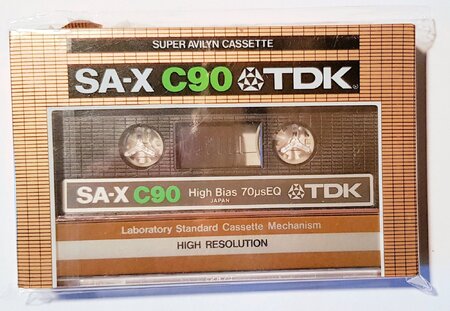 SUPER AVILYN CASSETTE
SA-X C90 TDK
SA-X C90 High Bias 70µsEQ TDK
JAPAN
Laboratory Standard Cassette Mechanism
HIGH RESOLUTION